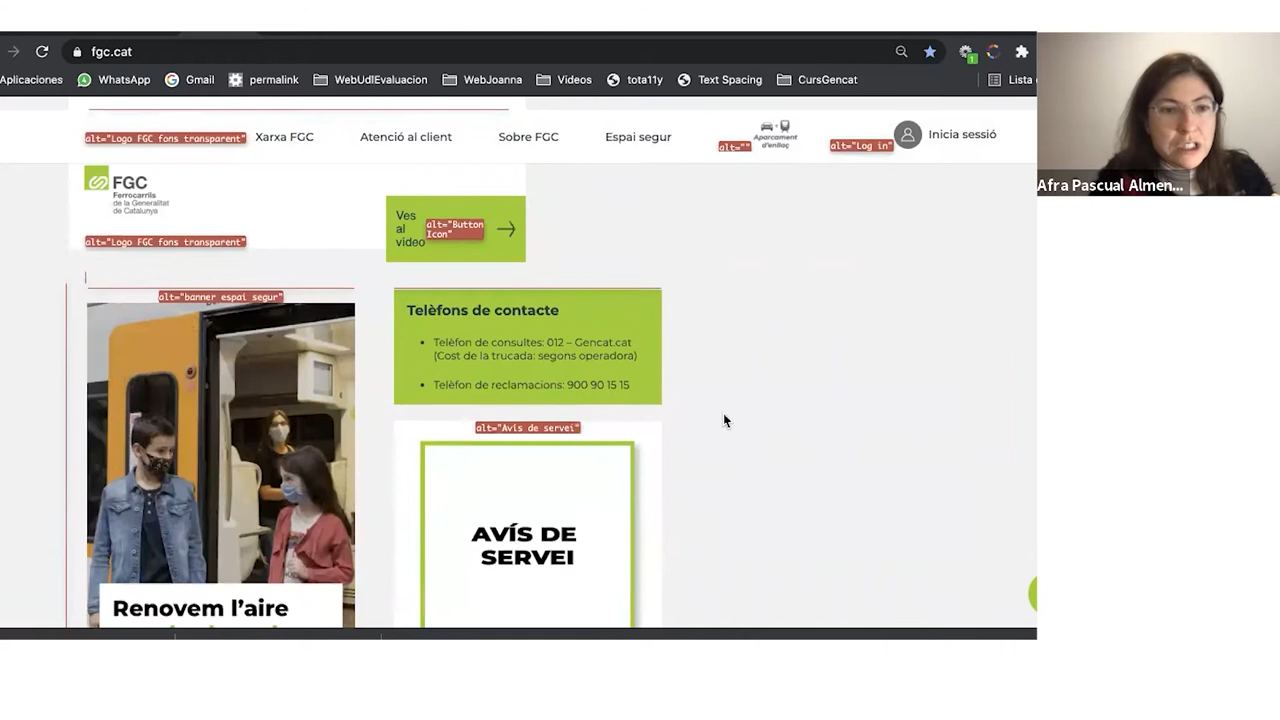 fgc.cat
1
Aplicaciones
WhatsApp
Gmail
permalink
WebUdlEvaluacion
WebJoanna
Videos
tota11y
Text Spacing
CursGencat
Lista
alt="Logo FGC fons transparent"
Xarxa FGC
Atenció al client
Sobre FGC
Espai segur
alt=""
Aparcament
d'enllaç
alt="Log in"
Inicia sessió
Afra Pascual Almen...
FGC
Ferrocarrils
de la Generalitat
de Catalunya
alt="Logo FGC fons transparent"
Ves
al
vídeo
alt="Button
Icon"
alt="banner espai segur"
Telèfons de contacte
Telèfon de consultes: 012 – Gencat.cat
(Cost de la trucada: segons operadora)
Telèfon de reclamacions: 900 90 15 15
alt="Avís de servei"
AVÍS DE
SERVEI
Renovem l'aire